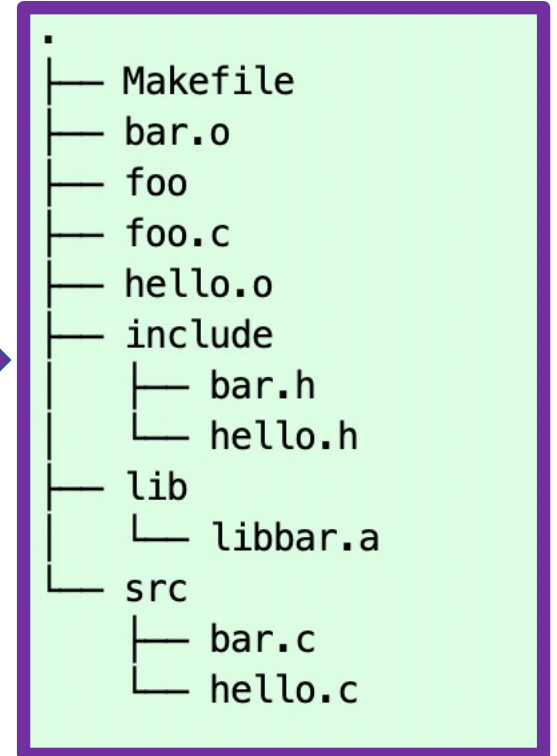 .
├── Makefile
├── bar.o
├── foo
├── foo.c
├── hello.o
├── include
│   ├── bar.h
│   └── hello.h
├── lib
│   └── libbar.a
└── src
    ├── bar.c
    └── hello.c